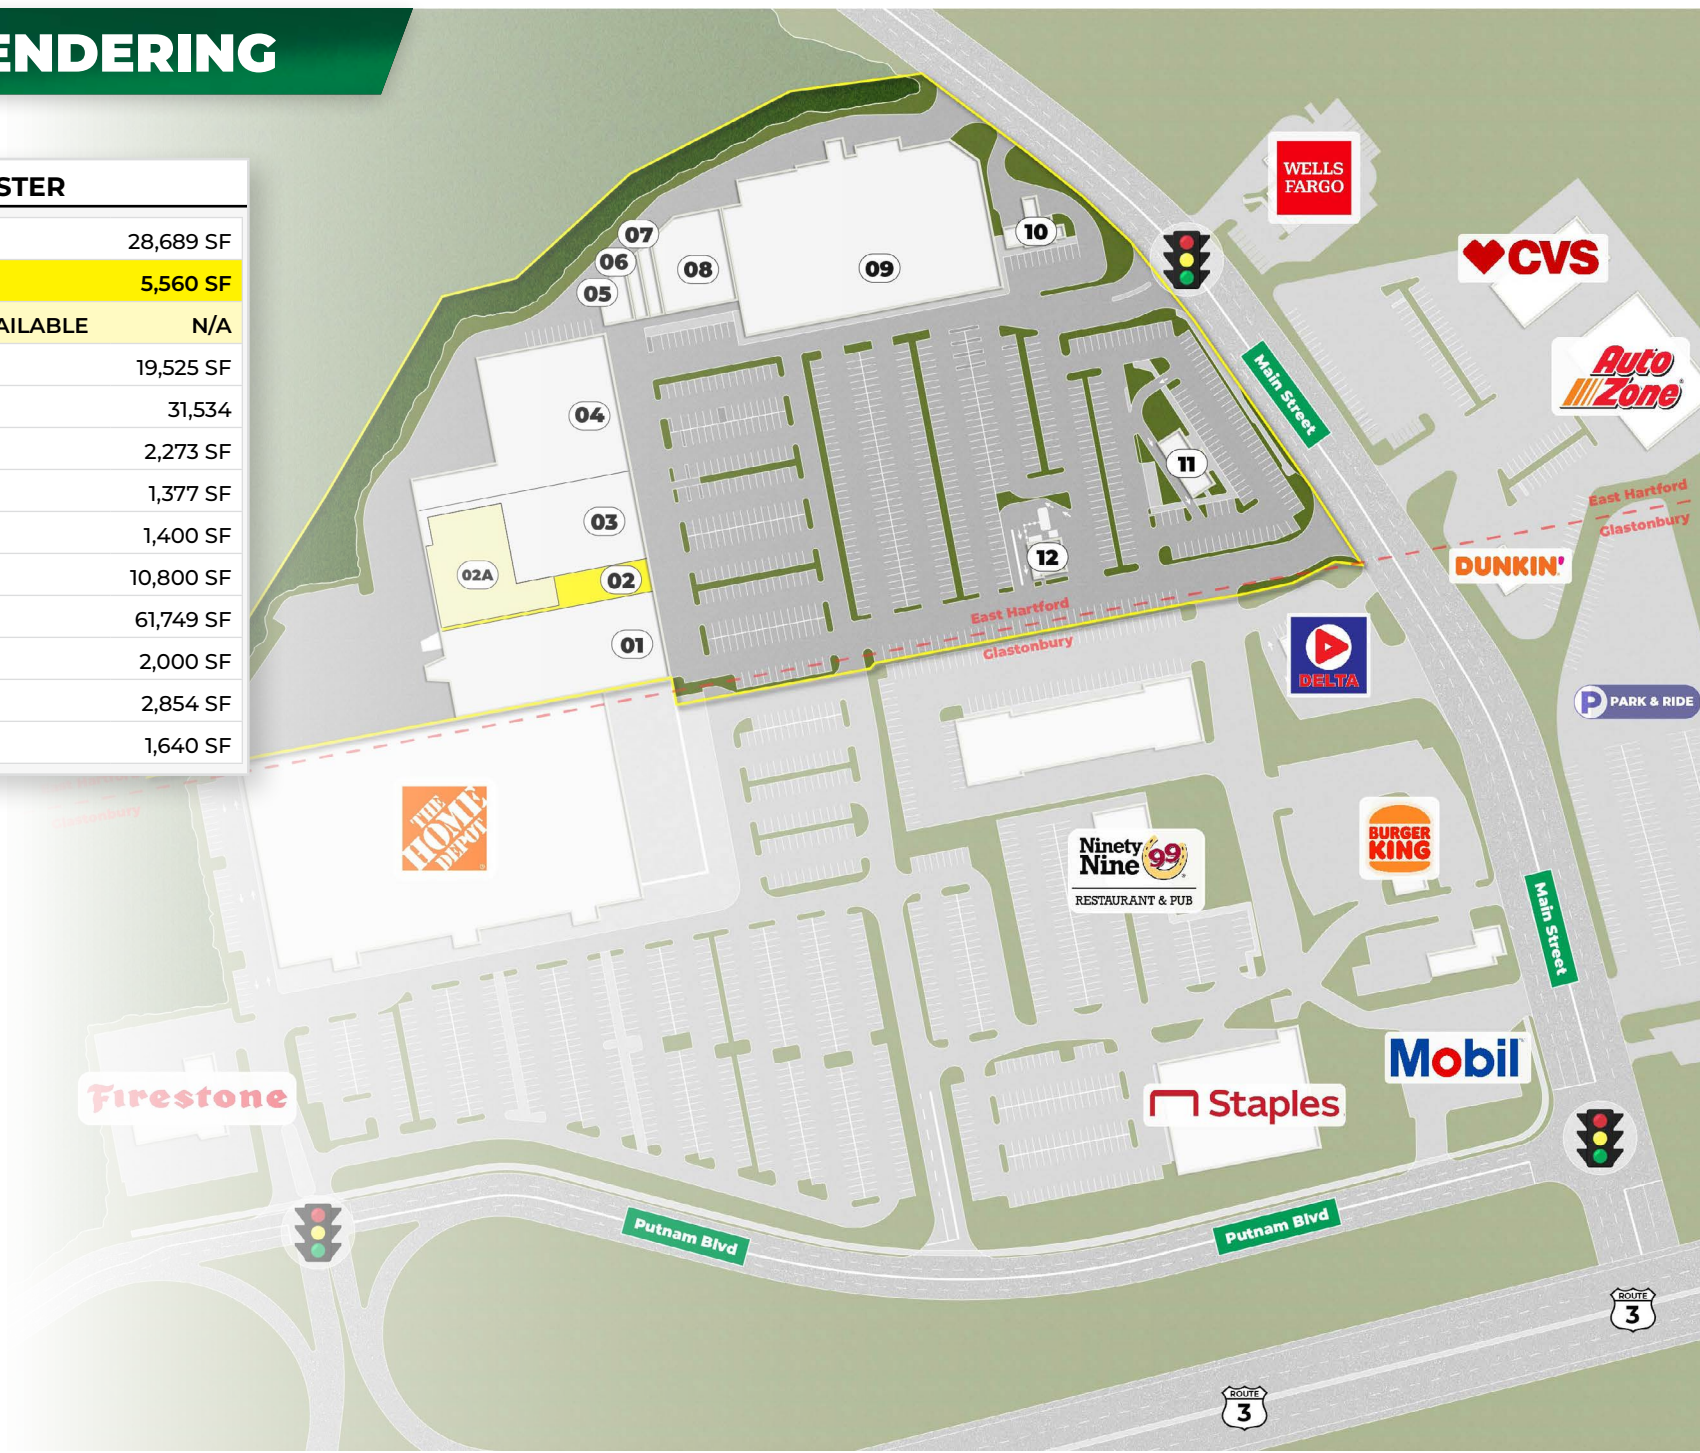 ENDERING
STER
28,689 SF
5,560 SF
AILABLE N/A
19,525 SF
31,534
2,273 SF
1,377 SF
1,400 SF
10,800 SF
61,749 SF
2,000 SF
2,854 SF
1,640 SF
WELLS
FARGO
CVS
Auto
Zone
07
06
05
08
09
10
04
03
02A
02
01
11
12
Main Street
East Hartford
Glastonbury
East Hartford
Glastonbury
DUNKIN'
DELTA
P PARK & RIDE
Glastonbury
THE
HOME
DEPOT
Ninety
Nine 99
RESTAURANT & PUB
BURGER
KING
Main Street
Mobil
Staples
Firestone
Putnam Blvd
Putnam Blvd
ROUTE
3
ROUTE
3